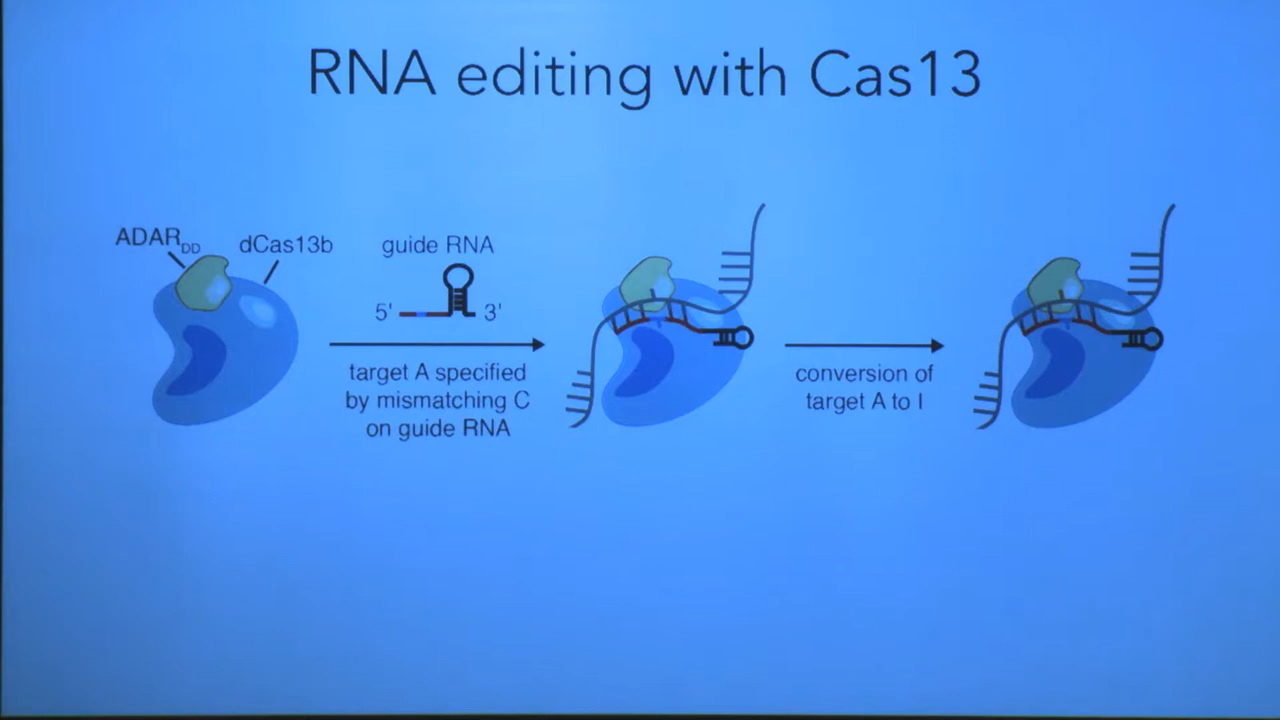 RNA editing with Cas13
ADAR_DD
dCas13b
guide RNA
5' 3'
target A specified
by mismatching C
on guide RNA
conversion of
target A to I